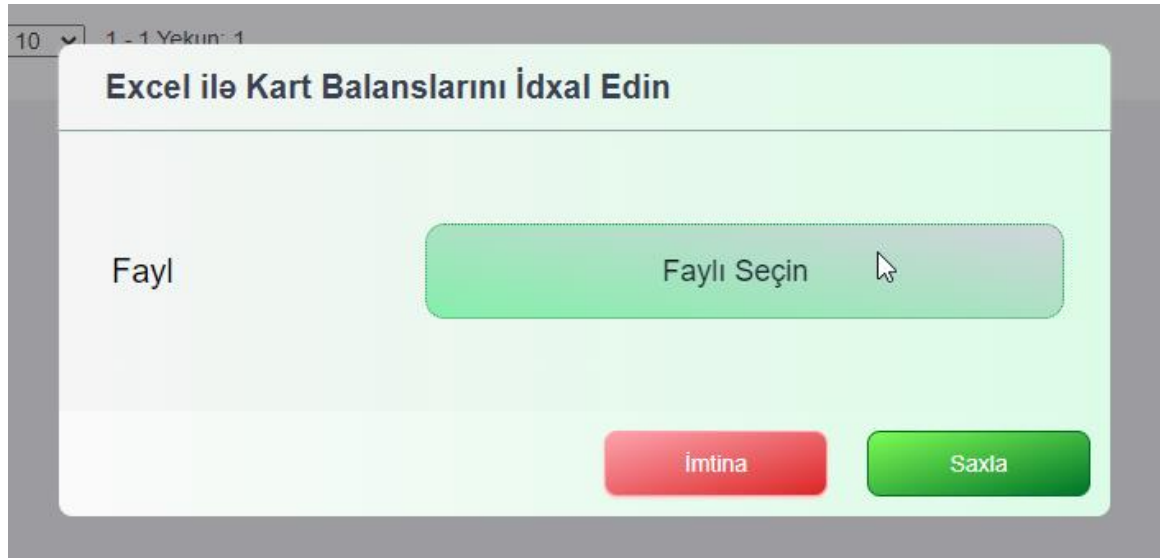 10 1 - 1 Yekun: 1
Excel ilə Kart Balanslarını İdxal Edin
Fayl Faylı Seçin
İmtina Saxla